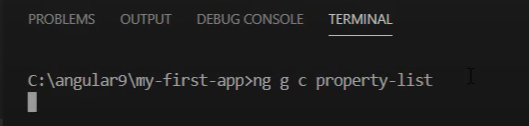 PROBLEMS OUTPUT DEBUG CONSOLE TERMINAL
C:\angular9\my-first-app>ng g c property-list